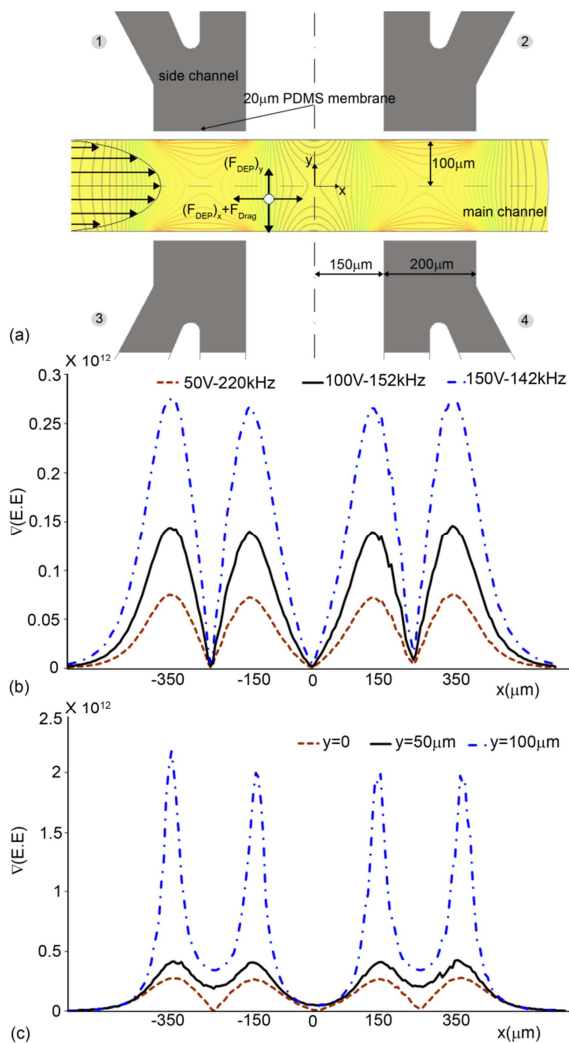 1
2
side channel
20μm PDMS membrane
(F_DEP)_y
y
100μm
x
(F_DEP)_x+F_Drag
main channel
150μm
200μm
3
4
(a)
X 10^12
0.3
50V-220kHz
100V-152kHz
150V-142kHz
0.25
0.2
∇(E.E)
0.15
0.1
0.05
0
-350
-150
0
150
350
(b)
x(μm)
X 10^12
2.5
y=0
y=50μm
y=100μm
2
1.5
∇(E.E)
1
0.5
0
-350
-150
0
150
350
(c)
x(μm)